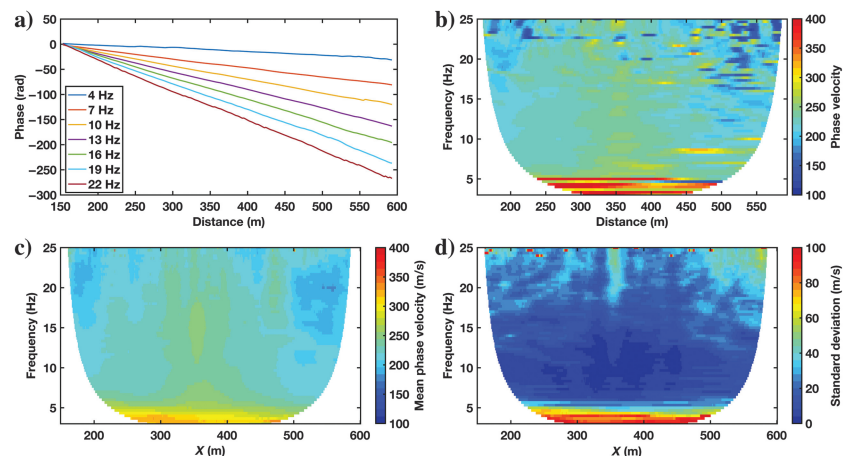 a)
50
0
−50
−100
−150
−200
−250
−300
Phase (rad)
4 Hz
7 Hz
10 Hz
13 Hz
16 Hz
19 Hz
22 Hz
150 200 250 300 350 400 450 500 550 600
Distance (m)
b)
25
20
15
10
5
Frequency (Hz)
200 250 300 350 400 450 500 550
Distance (m)
400
350
300
250
200
150
100
Phase velocity
c)
25
20
15
10
5
Frequency (Hz)
200 300 400 500 600
X (m)
400
350
300
250
200
150
100
Mean phase velocity (m/s)
d)
25
20
15
10
5
Frequency (Hz)
200 300 400 500 600
X (m)
100
80
60
40
20
0
Standard deviation (m/s)